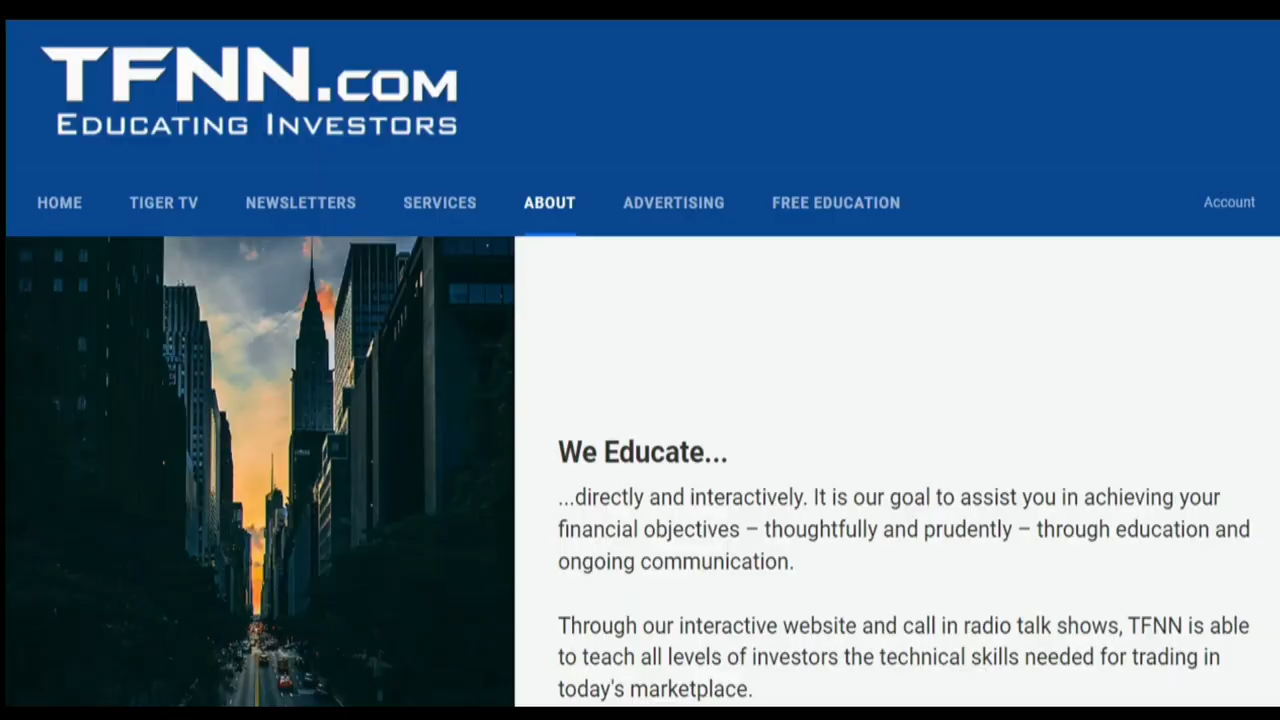 TFNN.COM
EDUCATING INVESTORS
HOME TIGER TV NEWSLETTERS SERVICES ABOUT ADVERTISING FREE EDUCATION Account
We Educate...
...directly and interactively. It is our goal to assist you in achieving your
financial objectives – thoughtfully and prudently – through education and
ongoing communication.
Through our interactive website and call in radio talk shows, TFNN is able
to teach all levels of investors the technical skills needed for trading in
today's marketplace.